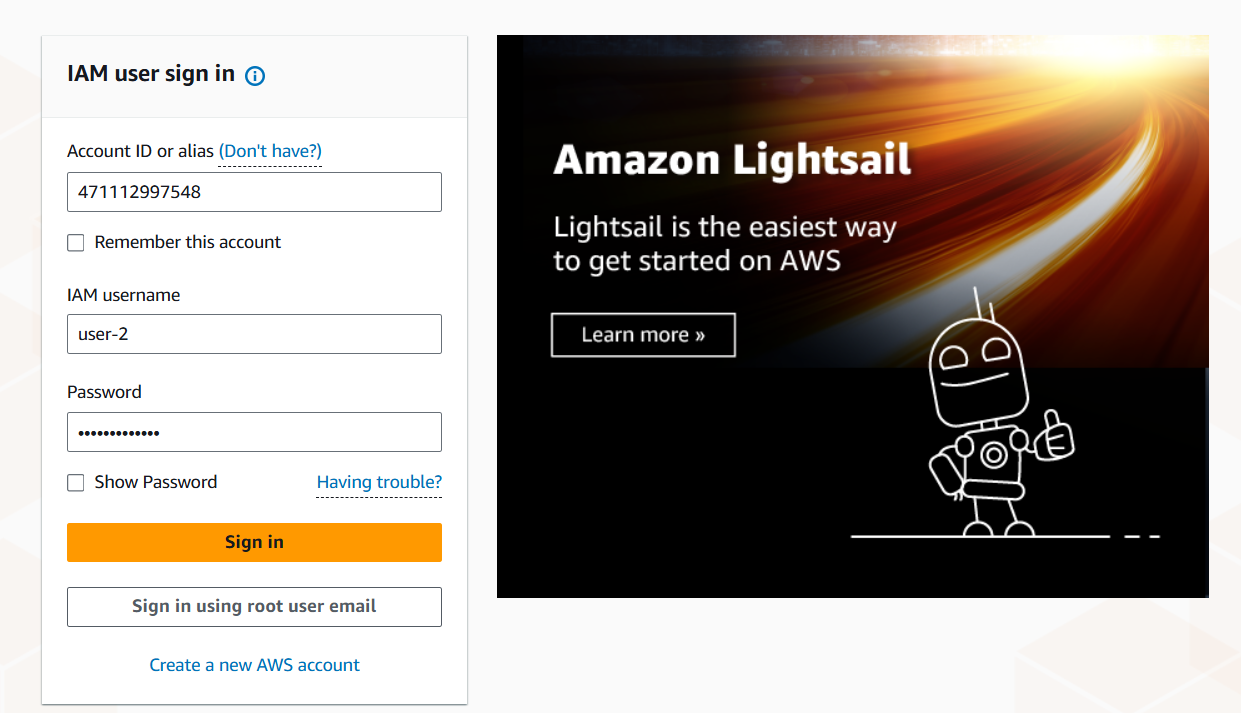 IAM user sign in
Account ID or alias (Don't have?)
471112997548
Remember this account
IAM username
user-2
Password
•••••••••••••
Show Password
Having trouble?
Sign in
Sign in using root user email
Create a new AWS account
Amazon Lightsail
Lightsail is the easiest way
to get started on AWS
Learn more »